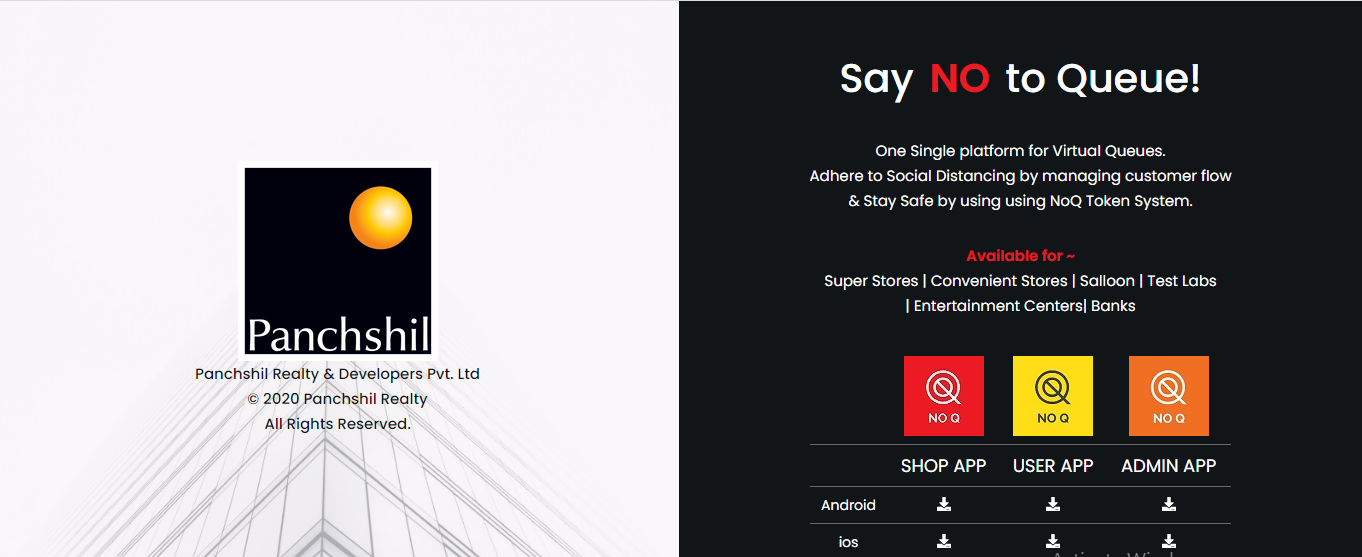 Panchshil
Panchshil Realty & Developers Pvt. Ltd
© 2020 Panchshil Realty
All Rights Reserved.
Say NO to Queue!
One Single platform for Virtual Queues.
Adhere to Social Distancing by managing customer flow
& Stay Safe by using using NoQ Token System.
Available for ~
Super Stores | Convenient Stores | Salloon | Test Labs
| Entertainment Centers| Banks
NO Q NO Q NO Q
SHOP APP USER APP ADMIN APP
Android
ios